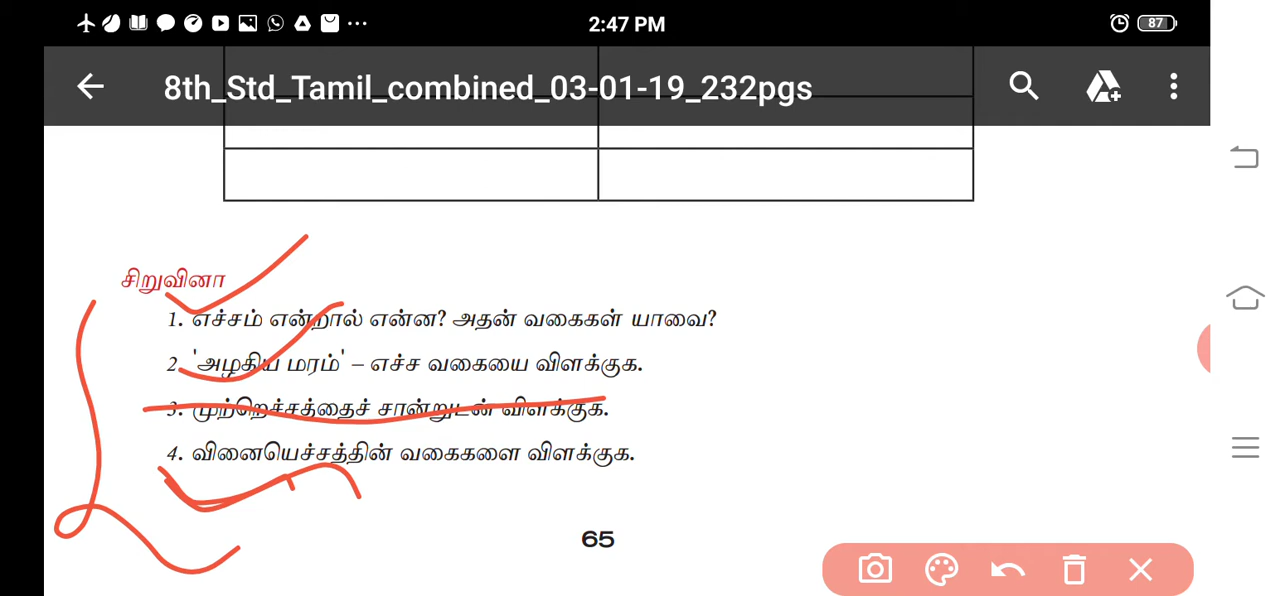 2:47 PM
87
8th_Std_Tamil_combined_03-01-19_232pgs
சிறுவினா
1. எச்சம் என்றால் என்ன? அதன் வகைகள் யாவை?
2. 'அழகிய மரம்' – எச்ச வகையை விளக்குக.
3. முற்றெச்சத்தைச் சான்றுடன் விளக்குக.
4. வினையெச்சத்தின் வகைகளை விளக்குக.
65